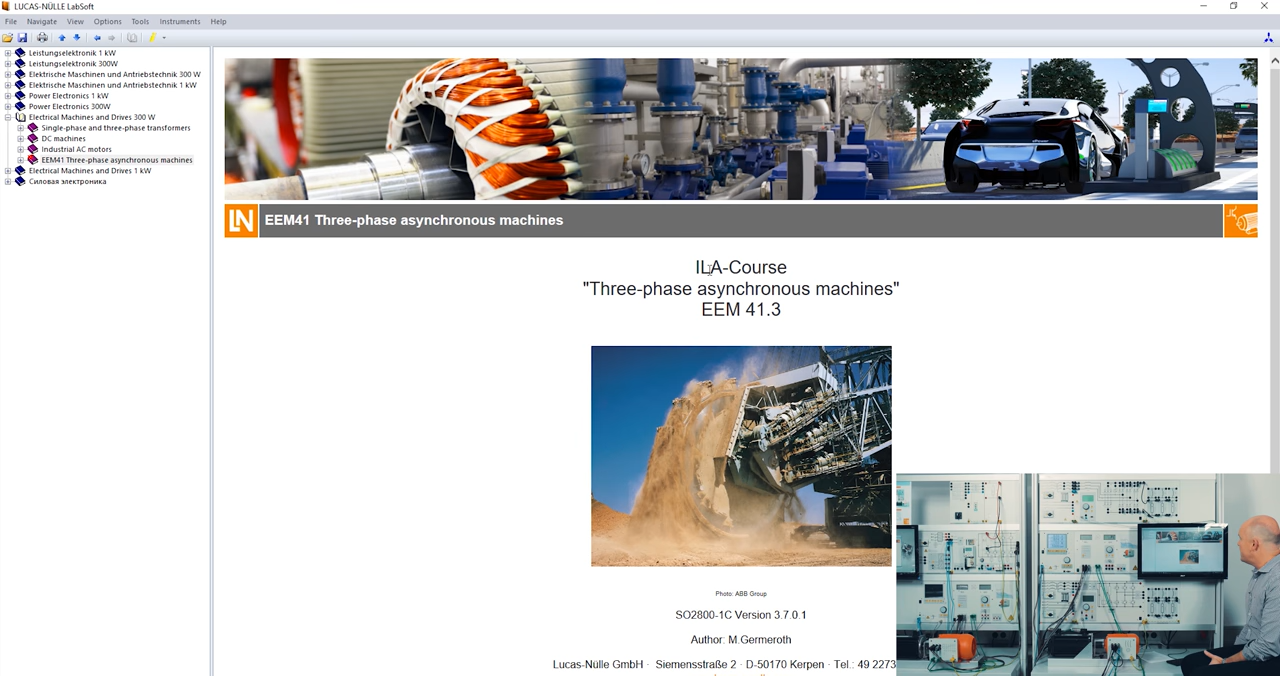 LUCAS-NÜLLE LabSoft
File Navigate View Options Tools Instruments Help
Leistungselektronik 1 kW
Leistungselektronik 300W
Elektrische Maschinen und Antriebstechnik 300 W
Elektrische Maschinen und Antriebstechnik 1 kW
Power Electronics 1 kW
Power Electronics 300W
Electrical Machines and Drives 300 W
Single-phase and three-phase transformers
DC machines
Industrial AC motors
EEM41 Three-phase asynchronous machines
Electrical Machines and Drives 1 kW
Силовая электроника
LN EEM41 Three-phase asynchronous machines
ILA-Course
"Three-phase asynchronous machines"
EEM 41.3
Photo: ABB Group
SO2800-1C Version 3.7.0.1
Author: M.Germeroth
Lucas-Nülle GmbH · Siemensstraße 2 · D-50170 Kerpen · Tel.: 49 2273